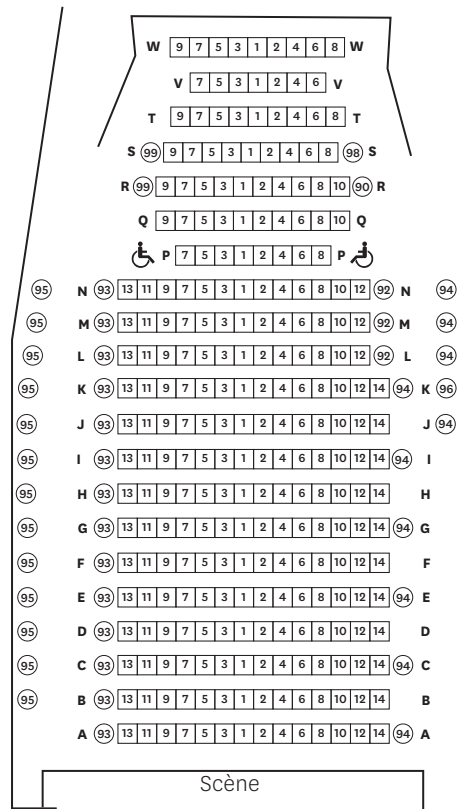 W 9 7 5 3 1 2 4 6 8 W
V 7 5 3 1 2 4 6 V
T 9 7 5 3 1 2 4 6 8 T
S 99 9 7 5 3 1 2 4 6 8 98 S
R 99 9 7 5 3 1 2 4 6 8 10 90 R
Q 9 7 5 3 1 2 4 6 8 10 Q
P 7 5 3 1 2 4 6 8 P
95 N 93 13 11 9 7 5 3 1 2 4 6 8 10 12 92 N 94
95 M 93 13 11 9 7 5 3 1 2 4 6 8 10 12 92 M 94
95 L 93 13 11 9 7 5 3 1 2 4 6 8 10 12 92 L 94
95 K 93 13 11 9 7 5 3 1 2 4 6 8 10 12 14 94 K 96
95 J 93 13 11 9 7 5 3 1 2 4 6 8 10 12 14 J 94
95 I 93 13 11 9 7 5 3 1 2 4 6 8 10 12 14 94 I
95 H 93 13 11 9 7 5 3 1 2 4 6 8 10 12 14 H
95 G 93 13 11 9 7 5 3 1 2 4 6 8 10 12 14 94 G
95 F 93 13 11 9 7 5 3 1 2 4 6 8 10 12 14 F
95 E 93 13 11 9 7 5 3 1 2 4 6 8 10 12 14 94 E
95 D 93 13 11 9 7 5 3 1 2 4 6 8 10 12 14 D
95 C 93 13 11 9 7 5 3 1 2 4 6 8 10 12 14 94 C
95 B 93 13 11 9 7 5 3 1 2 4 6 8 10 12 14 B
A 93 13 11 9 7 5 3 1 2 4 6 8 10 12 14 94 A
Scène